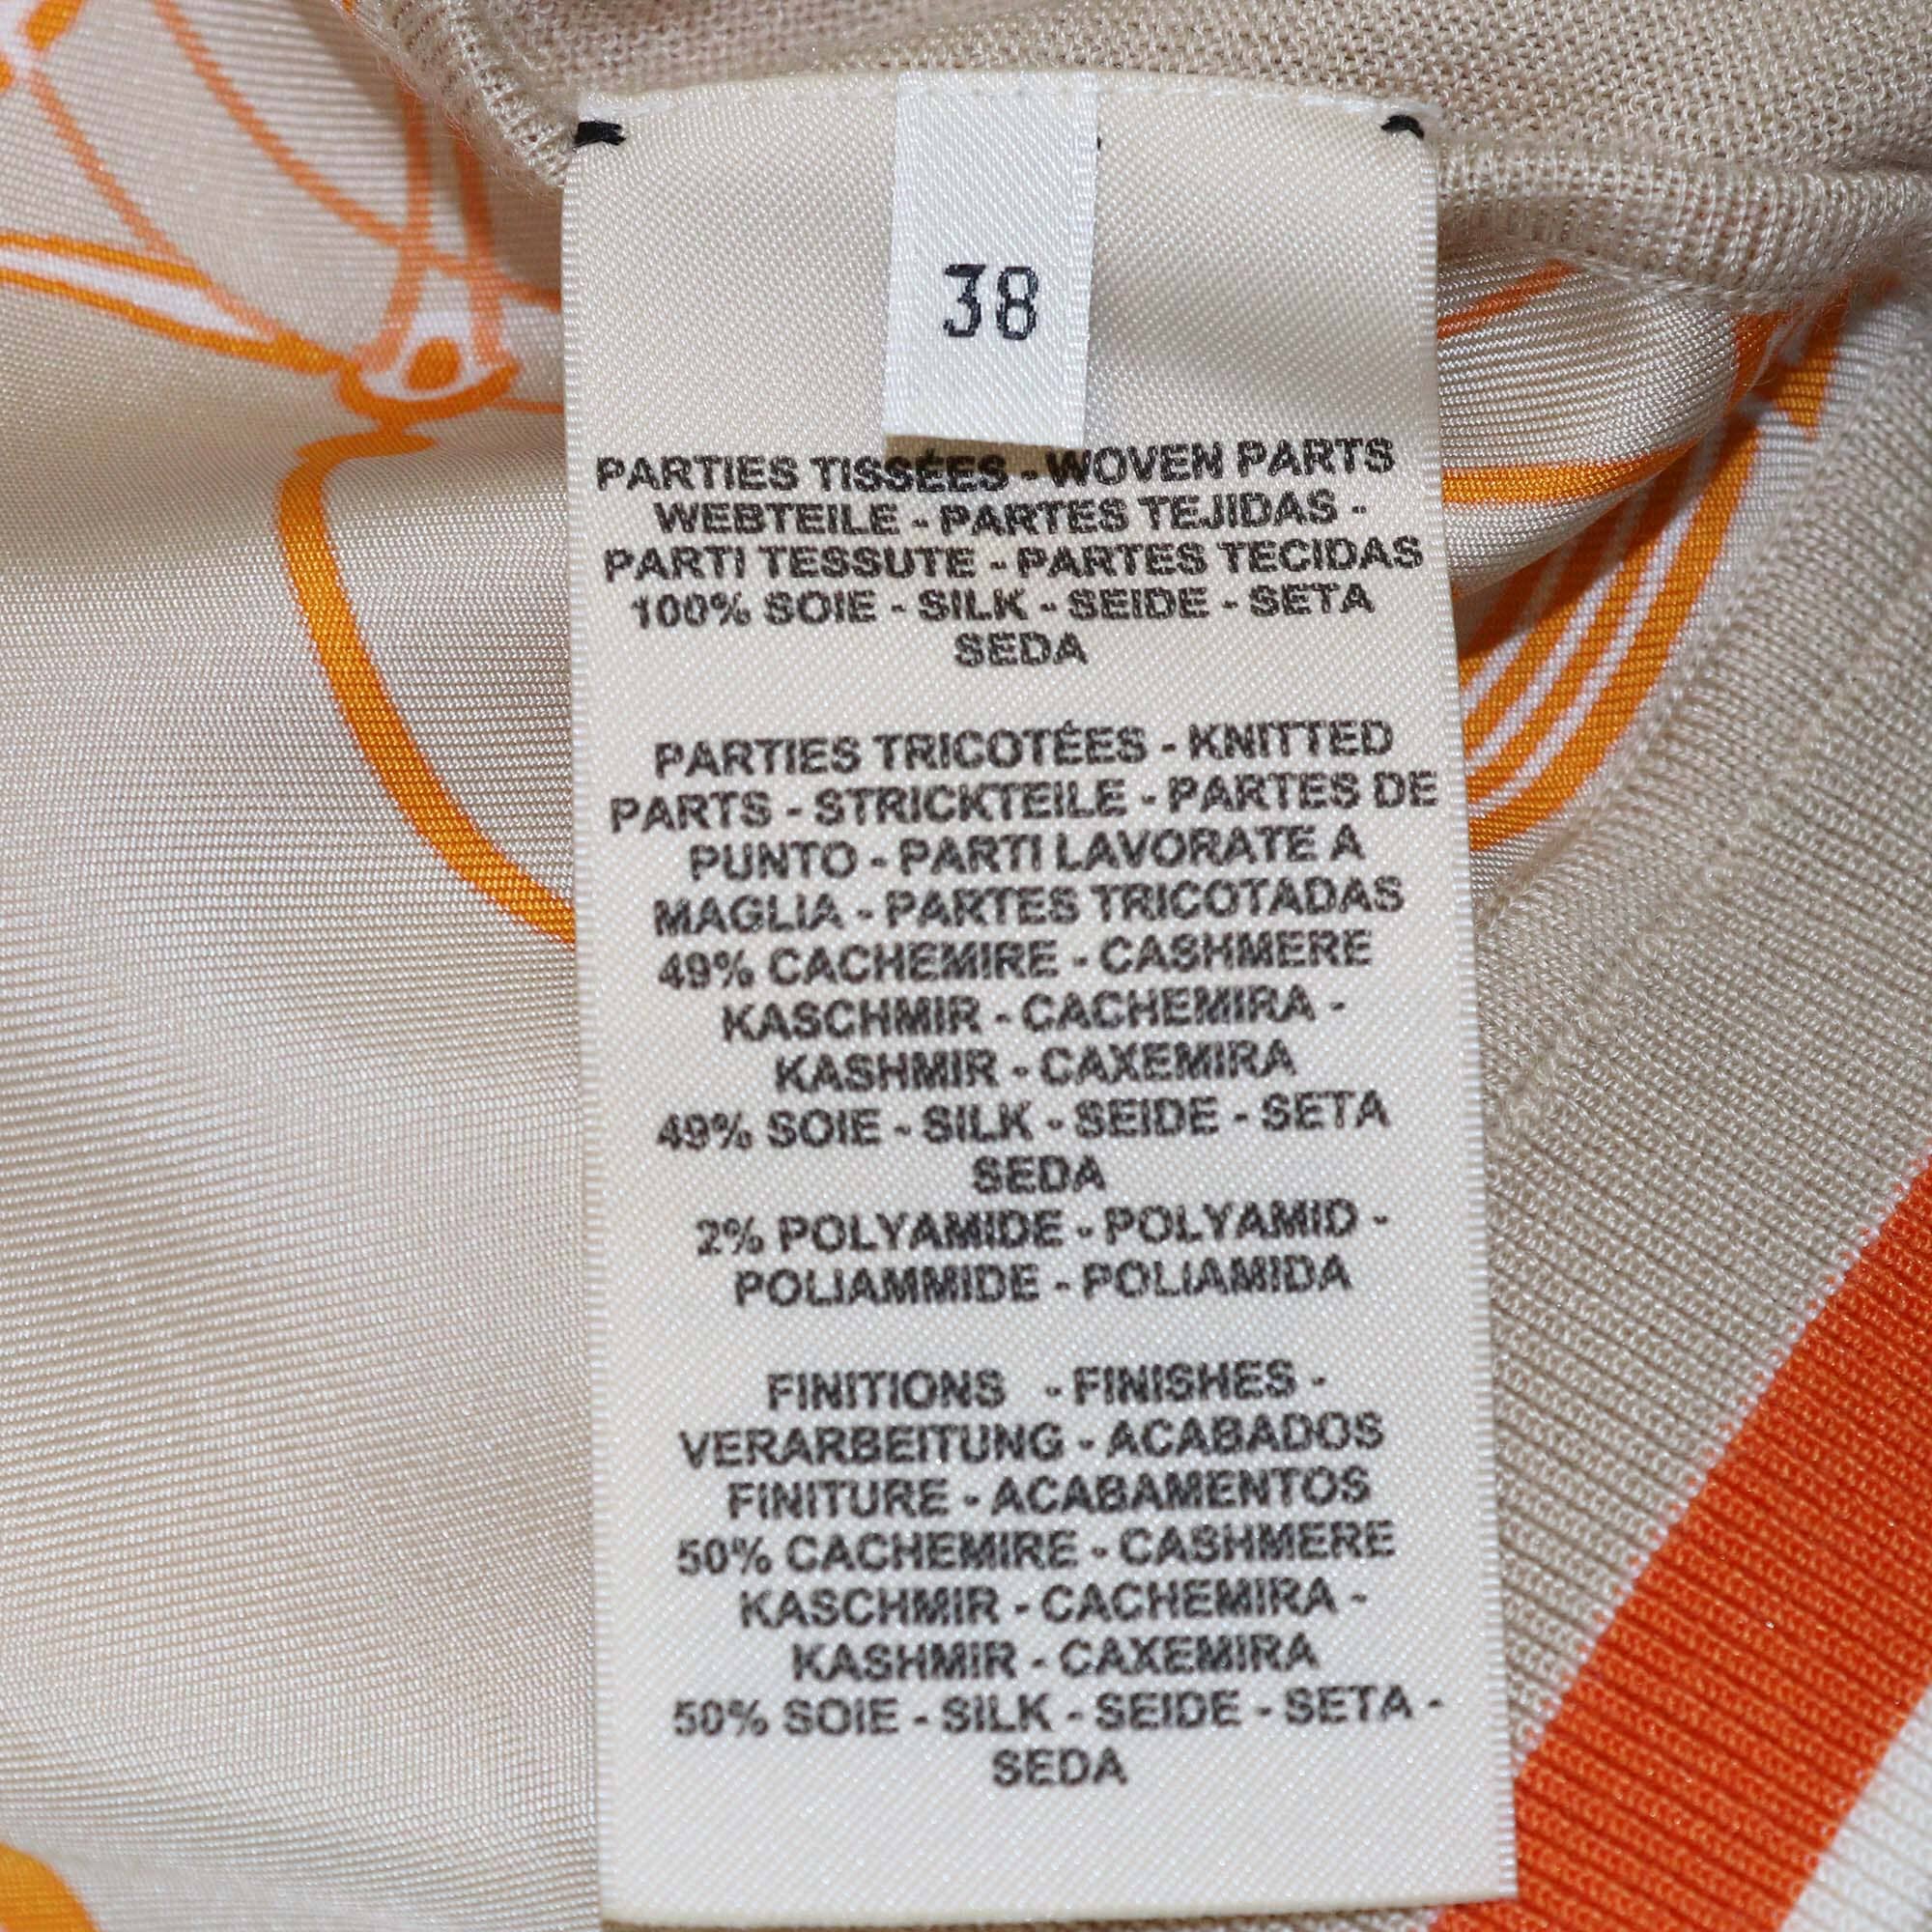 38
PARTIES TISSÉES - WOVEN PARTS
WEBTEILE - PARTES TEJIDAS -
PARTI TESSUTE - PARTES TECIDAS
100% SOIE - SILK - SEIDE - SETA
SEDA
PARTIES TRICOTÉES - KNITTED
PARTS - STRICKTEILE - PARTES DE
PUNTO - PARTI LAVORATE A
MAGLIA - PARTES TRICOTADAS
49% CACHEMIRE - CASHMERE
KASCHMIR - CACHEMIRA -
KASHMIR - CAXEMIRA
49% SOIE - SILK - SEIDE - SETA
SEDA
2% POLYAMIDE - POLYAMID -
POLIAMMIDE - POLIAMIDA
FINITIONS - FINISHES -
VERARBEITUNG - ACABADOS
FINITURE - ACABAMENTOS
50% CACHEMIRE - CASHMERE
KASCHMIR - CACHEMIRA -
KASHMIR - CAXEMIRA
50% SOIE - SILK - SEIDE - SETA -
SEDA